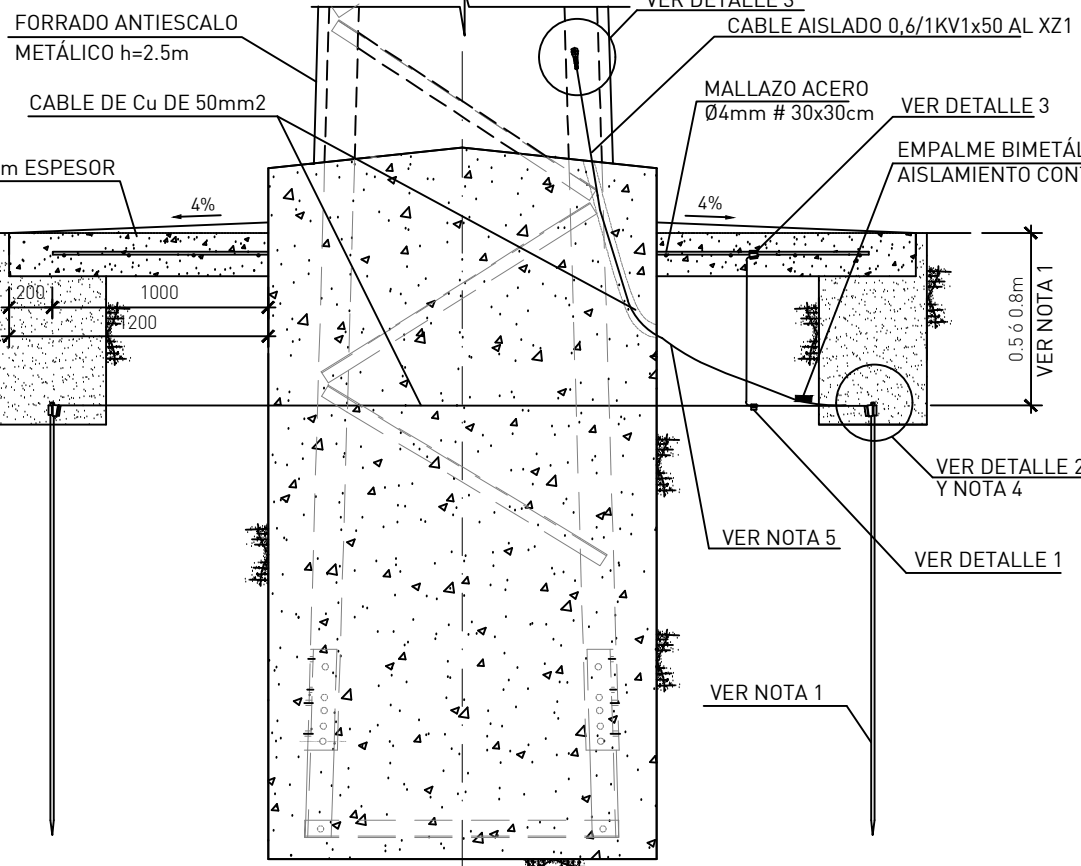 VER DETALLE 3
FORRADO ANTIESCALO
METÁLICO h=2.5m
CABLE AISLADO 0,6/1KV1x50 AL XZ1
CABLE DE Cu DE 50mm2
MALLAZO ACERO
Ø4mm # 30x30cm
VER DETALLE 3
m ESPESOR
EMPALME BIMETÁL
AISLAMIENTO CONT
4%
4%
200
1000
1200
0.5 ó 0.8m
VER NOTA 1
VER DETALLE 2
Y NOTA 4
VER NOTA 5
VER DETALLE 1
VER NOTA 1